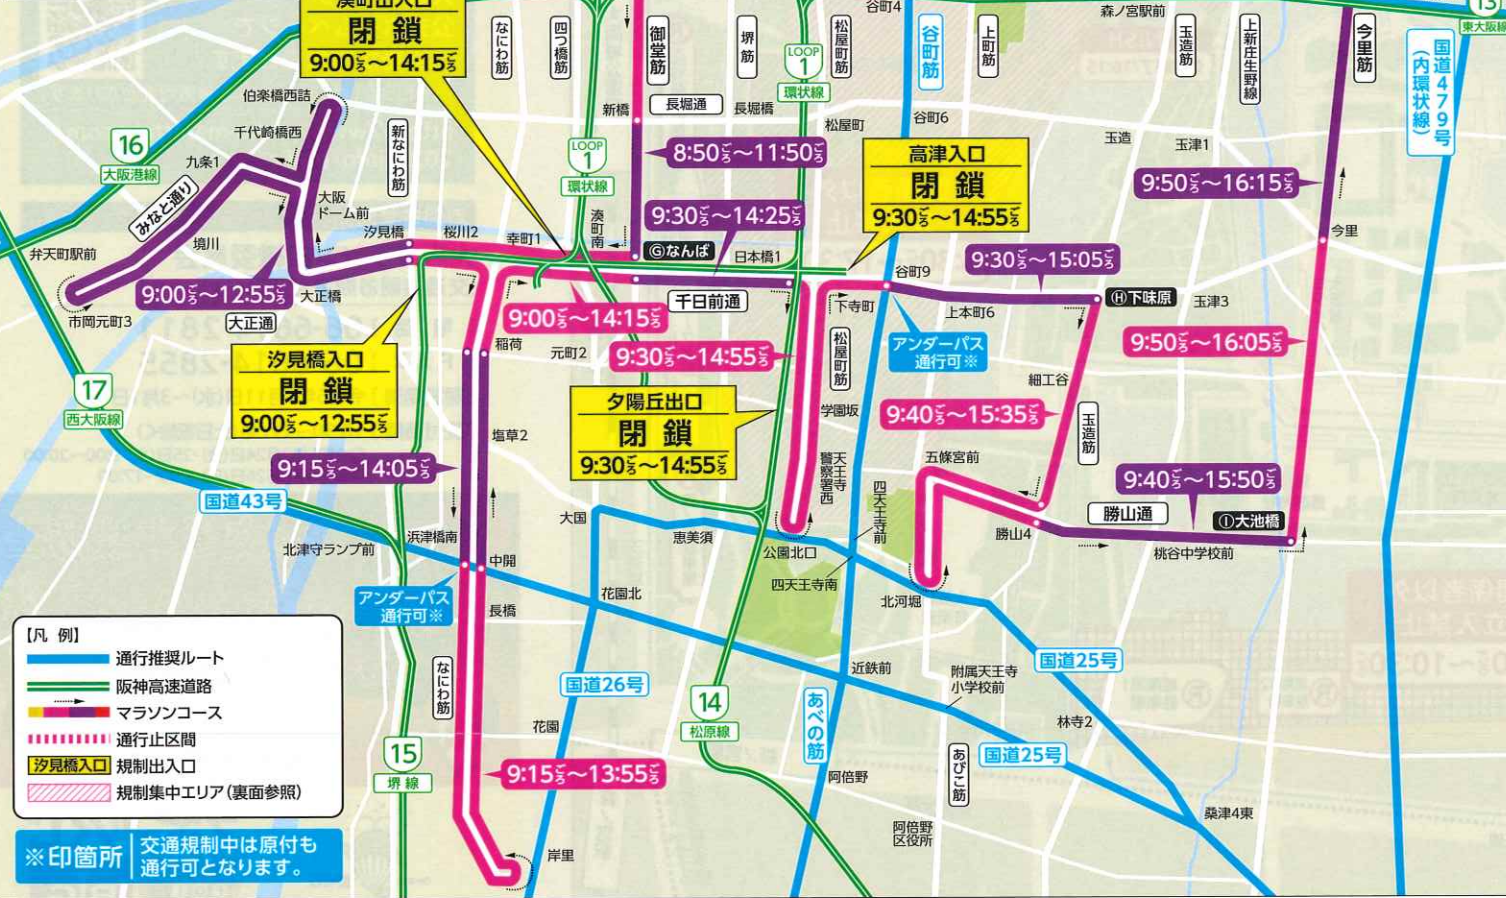 湊町出入口
閉鎖
9:00ごろ～14:15ごろ
なにわ筋
四つ橋筋
御堂筋
堺筋
LOOP
1
環状線
松屋町筋
谷町4
谷町筋
上町筋
森ノ宮駅前
玉造筋
上新庄生野線
今里筋
13
東大阪線
国道479号
(内環状線)
伯楽橋西詰
千代崎橋西
16
大阪港線
九条1
みなと通り
新なにわ筋
新橋
長堀通
長堀橋
松屋町
谷町6
玉造
玉津1
LOOP
1
環状線
8:50ごろ～11:50ごろ
高津入口
閉鎖
9:30ごろ～14:55ごろ
9:50ごろ～16:15ごろ
大阪
ドーム前
境川
弁天町駅前
汐見橋
桜川2
幸町1
湊町南
9:30ごろ～14:25ごろ
Ⓖなんば
日本橋1
谷町9
9:30ごろ～15:05ごろ
今里
9:00ごろ～12:55ごろ
大正橋
市岡元町3
大正通
9:00ごろ～14:15ごろ
千日前通
下寺町
上本町6
Ⓗ下味原
玉津3
稲荷
元町2
9:30ごろ～14:55ごろ
松屋町筋
アンダーパス
通行可※
9:50ごろ～16:05ごろ
汐見橋入口
閉鎖
9:00ごろ～12:55ごろ
17
西大阪線
夕陽丘出口
閉鎖
9:30ごろ～14:55ごろ
学園坂
細工谷
9:40ごろ～15:35ごろ
玉造筋
塩草2
9:15ごろ～14:05ごろ
天王寺
警察署西
五條宮前
9:40ごろ～15:50ごろ
国道43号
大国
恵美須
四天王寺前
勝山4
勝山通
Ⓘ大池橋
桃谷中学校前
北津守ランプ前
浜津橋南
中開
公園北口
四天王寺南
北河堀
アンダーパス
通行可※
長橋
花園北
なにわ筋
国道26号
近鉄前
附属天王寺
小学校前
国道25号
14
松原線
あべの筋
花園
林寺2
国道25号
15
堺線
9:15ごろ～13:55ごろ
阿倍野
あびこ筋
阿倍野
区役所
桑津4東
岸里
【凡 例】
通行推奨ルート
阪神高速道路
マラソンコース
通行止区間
汐見橋入口 規制出入口
規制集中エリア（裏面参照）
※印箇所
交通規制中は原付も
通行可となります。